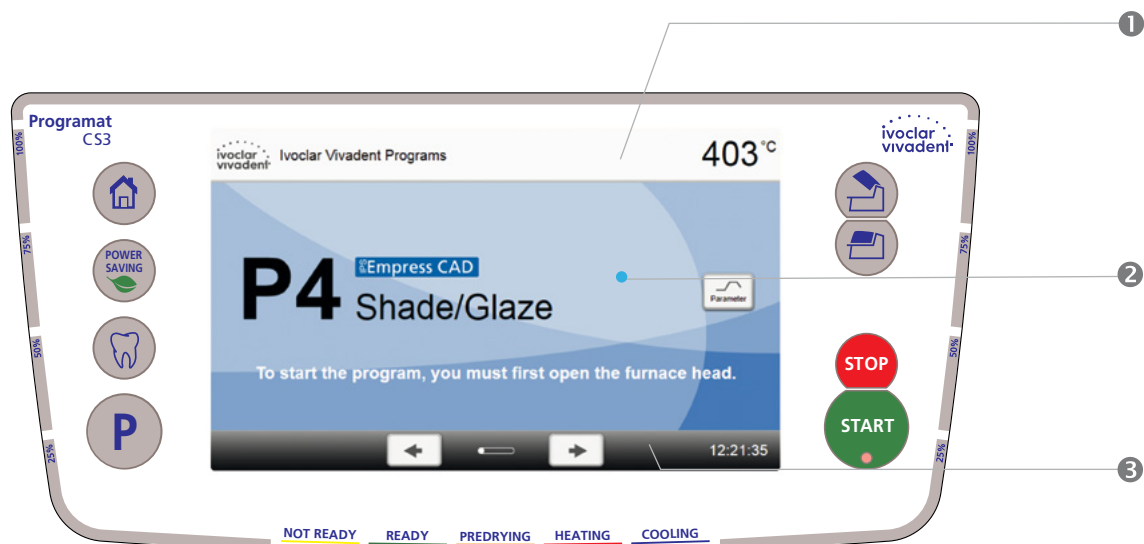 1
Programat
CS3
100%
ivoclar
vivadent
Ivoclar Vivadent Programs
403 °C
ivoclar
vivadent
100%
75%
POWER
SAVING
P4
IPS Empress CAD
Shade/Glaze
Parameter
2
75%
50%
To start the program, you must first open the furnace head.
STOP
50%
P
START
25%
12:21:35
25%
3
NOT READY
READY
PREDRYING
HEATING
COOLING